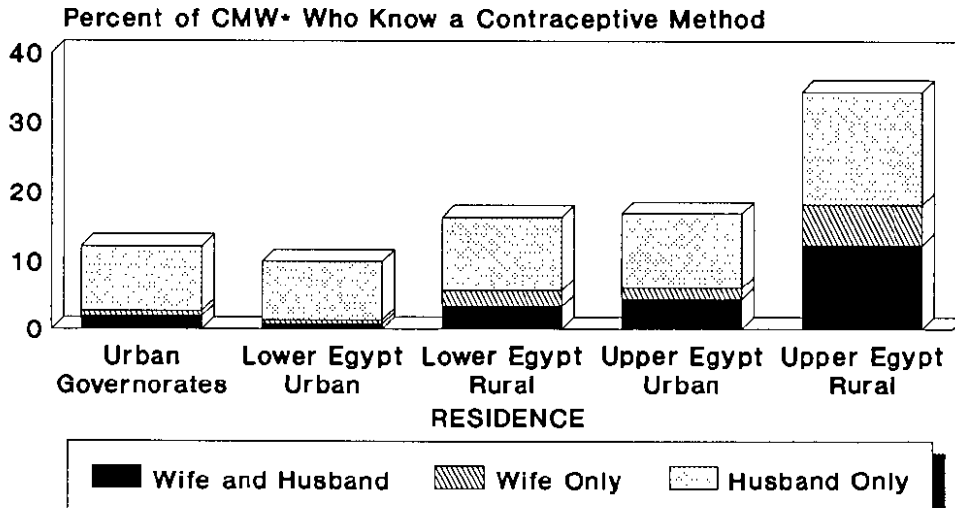 Percent of CMW* Who Know a Contraceptive Method
40
30
20
10
0
Urban Governorates
Lower Egypt Urban
Lower Egypt Rural
Upper Egypt Urban
Upper Egypt Rural
RESIDENCE
Wife and Husband
Wife Only
Husband Only